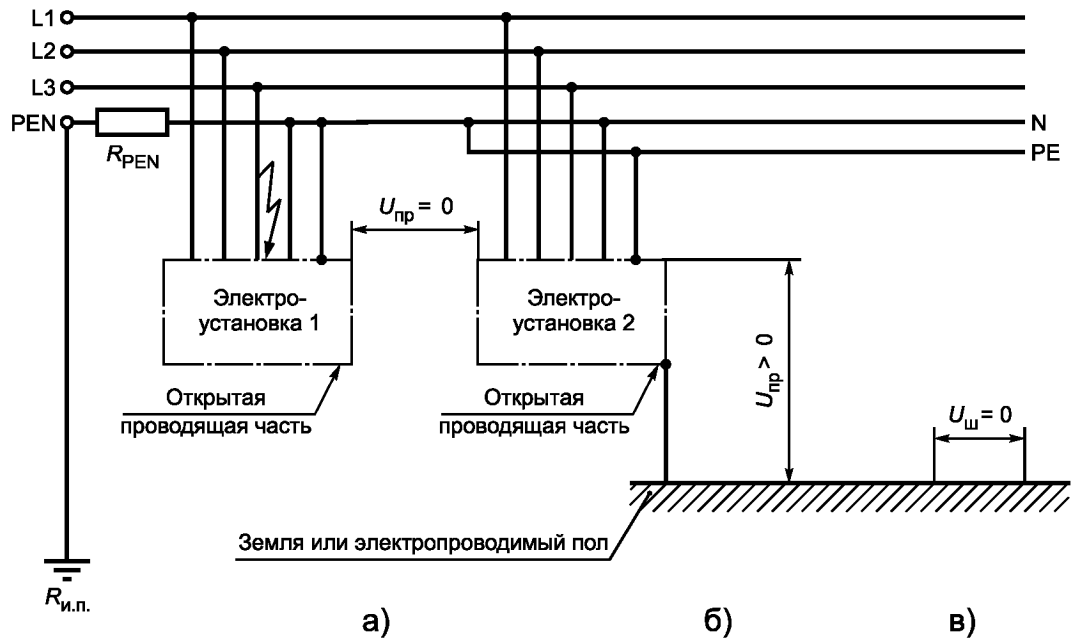 L1
L2
L3
PEN
N
PE
R_PEN
U_пр = 0
Электро-
установка 1
Электро-
установка 2
U_пр > 0
Открытая
проводящая часть
Открытая
проводящая часть
U_ш = 0
Земля или электропроводимый пол
R_и.п.
а)
б)
в)